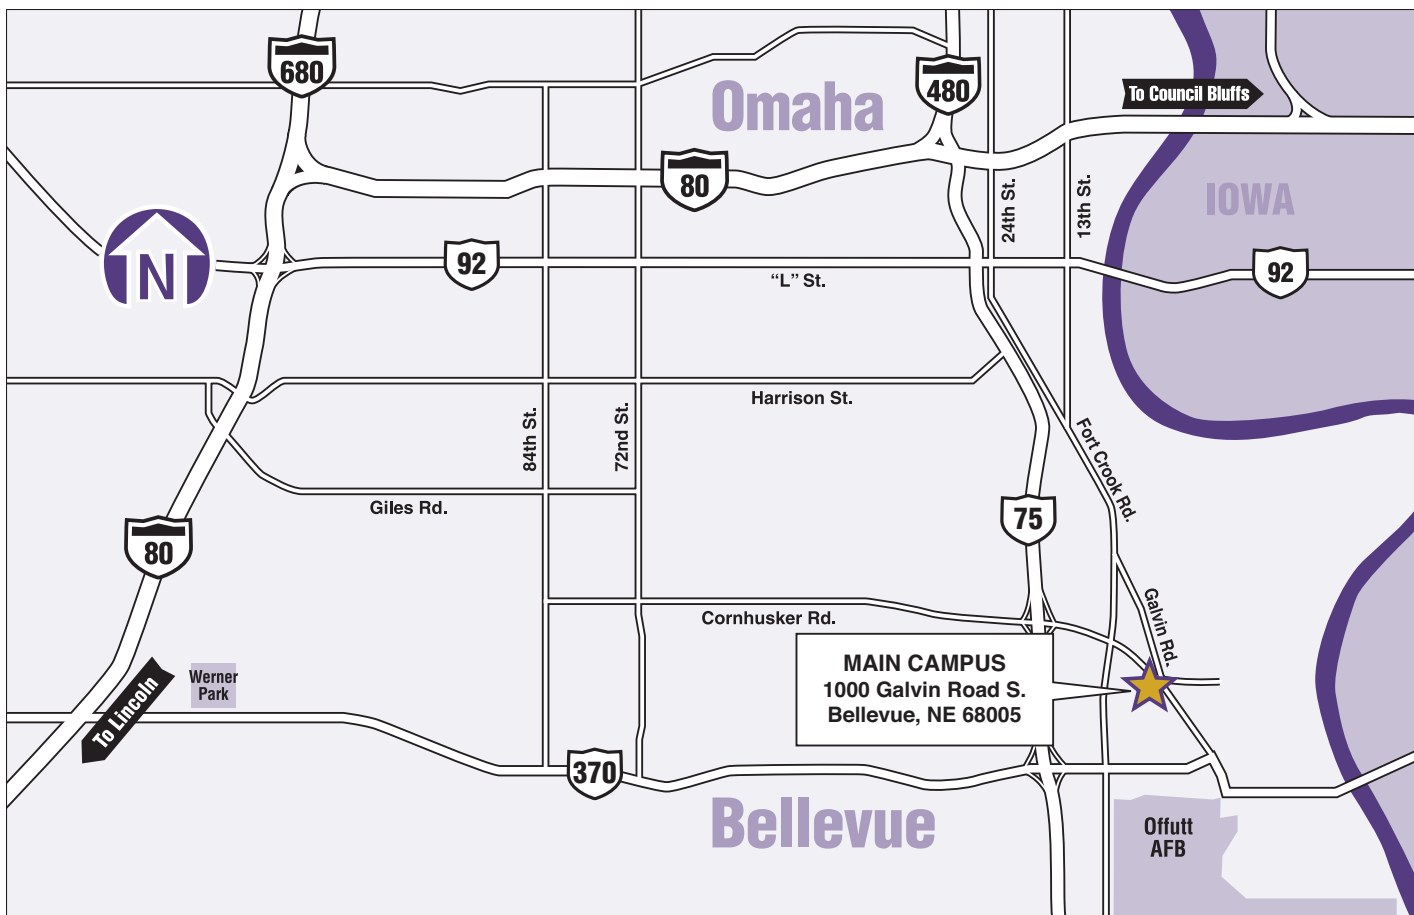 680
480
To Council Bluffs
Omaha
80
IOWA
24th St.
13th St.
N
92
92
“L” St.
Harrison St.
84th St.
72nd St.
Fort Crook Rd.
Giles Rd.
75
80
Galvin Rd.
Cornhusker Rd.
MAIN CAMPUS
1000 Galvin Road S.
Bellevue, NE 68005
Werner
Park
To Lincoln
370
Bellevue
Offutt
AFB